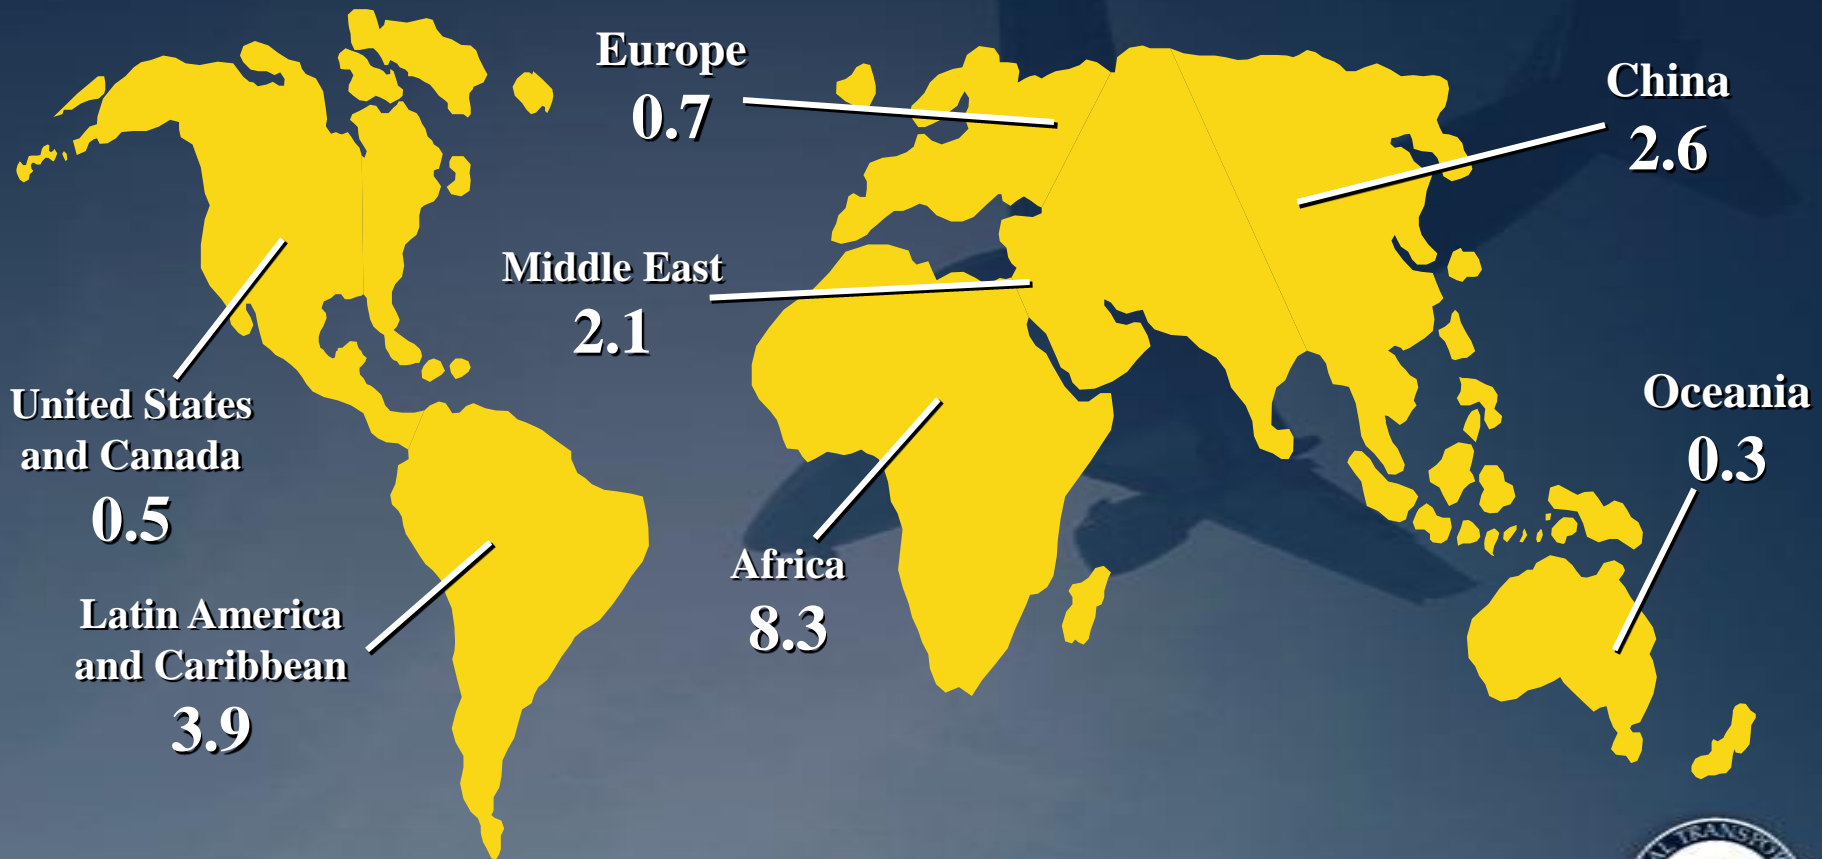 Europe
0.7
China
2.6
Middle East
2.1
United States
and Canada
0.5
Oceania
0.3
Africa
8.3
Latin America
and Caribbean
3.9